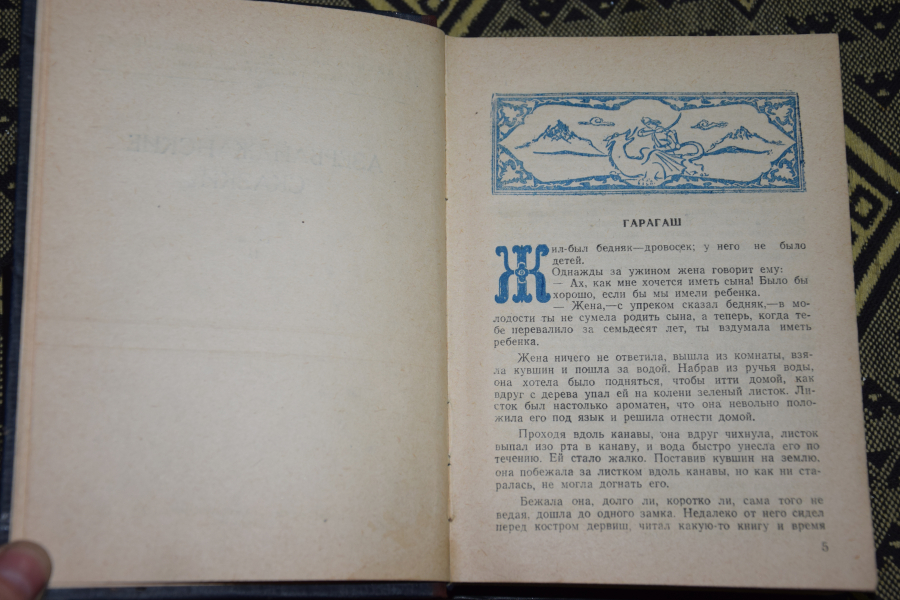 ГАРАГАШ
Жил-был бедняк—дровосек; у него не было
детей.
Однажды за ужином жена говорит ему:
— Ах, как мне хочется иметь сына! Было бы
хорошо, если бы мы имели ребенка.
— Жена,—с упреком сказал бедняк,—в мо-
лодости ты не сумела родить сына, а теперь, когда те-
бе перевалило за семьдесят лет, ты вздумала иметь
ребенка.
Жена ничего не ответила, вышла из комнаты, взя-
ла кувшин и пошла за водой. Набрав из ручья воды,
она хотела было подняться, чтобы итти домой, как
вдруг с дерева упал ей на колени зеленый листок. Ли-
сток был настолько ароматен, что она невольно поло-
жила его под язык и решила отнести домой.
Проходя вдоль канавы, она вдруг чихнула, листок
выпал изо рта в канаву, и вода быстро унесла его по
течению. Ей стало жалко. Поставив кувшин на землю,
она побежала за листком вдоль канавы, но как ни ста-
ралась, не могла догнать его.
Бежала она, долго ли, коротко ли, сама того не
ведая, дошла до одного замка. Недалеко от него сидел
перед костром дервиш, читал какую-то книгу и время
5